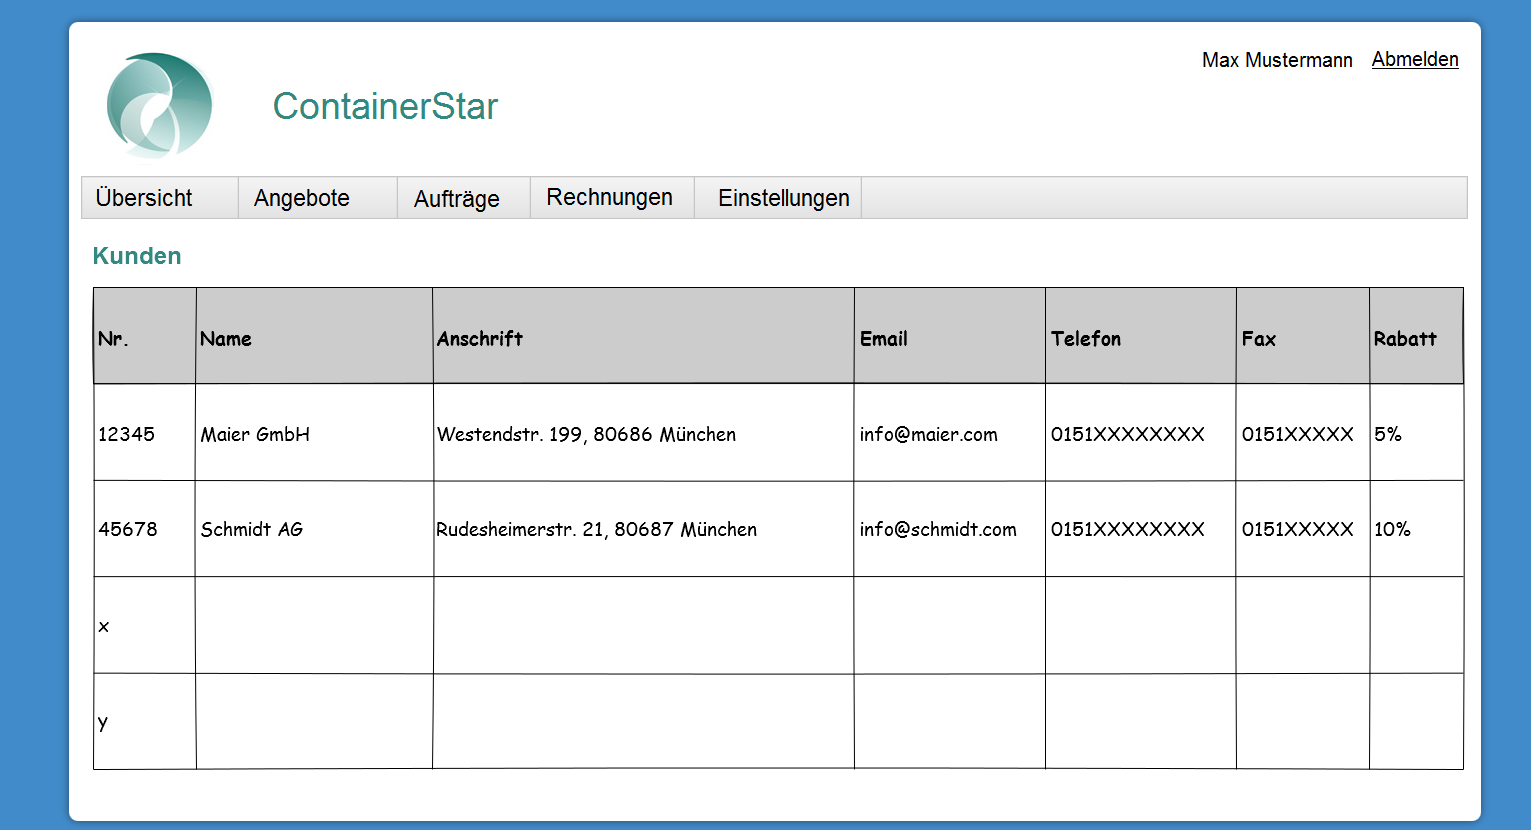 Max Mustermann Abmelden
ContainerStar
Übersicht Angebote Aufträge Rechnungen Einstellungen
Kunden
Nr. Name Anschrift Email Telefon Fax Rabatt
12345 Maier GmbH Westendstr. 199, 80686 München info@maier.com 0151XXXXXXXX 0151XXXXX 5%
45678 Schmidt AG Rudesheimerstr. 21, 80687 München info@schmidt.com 0151XXXXXXXX 0151XXXXX 10%
x
y